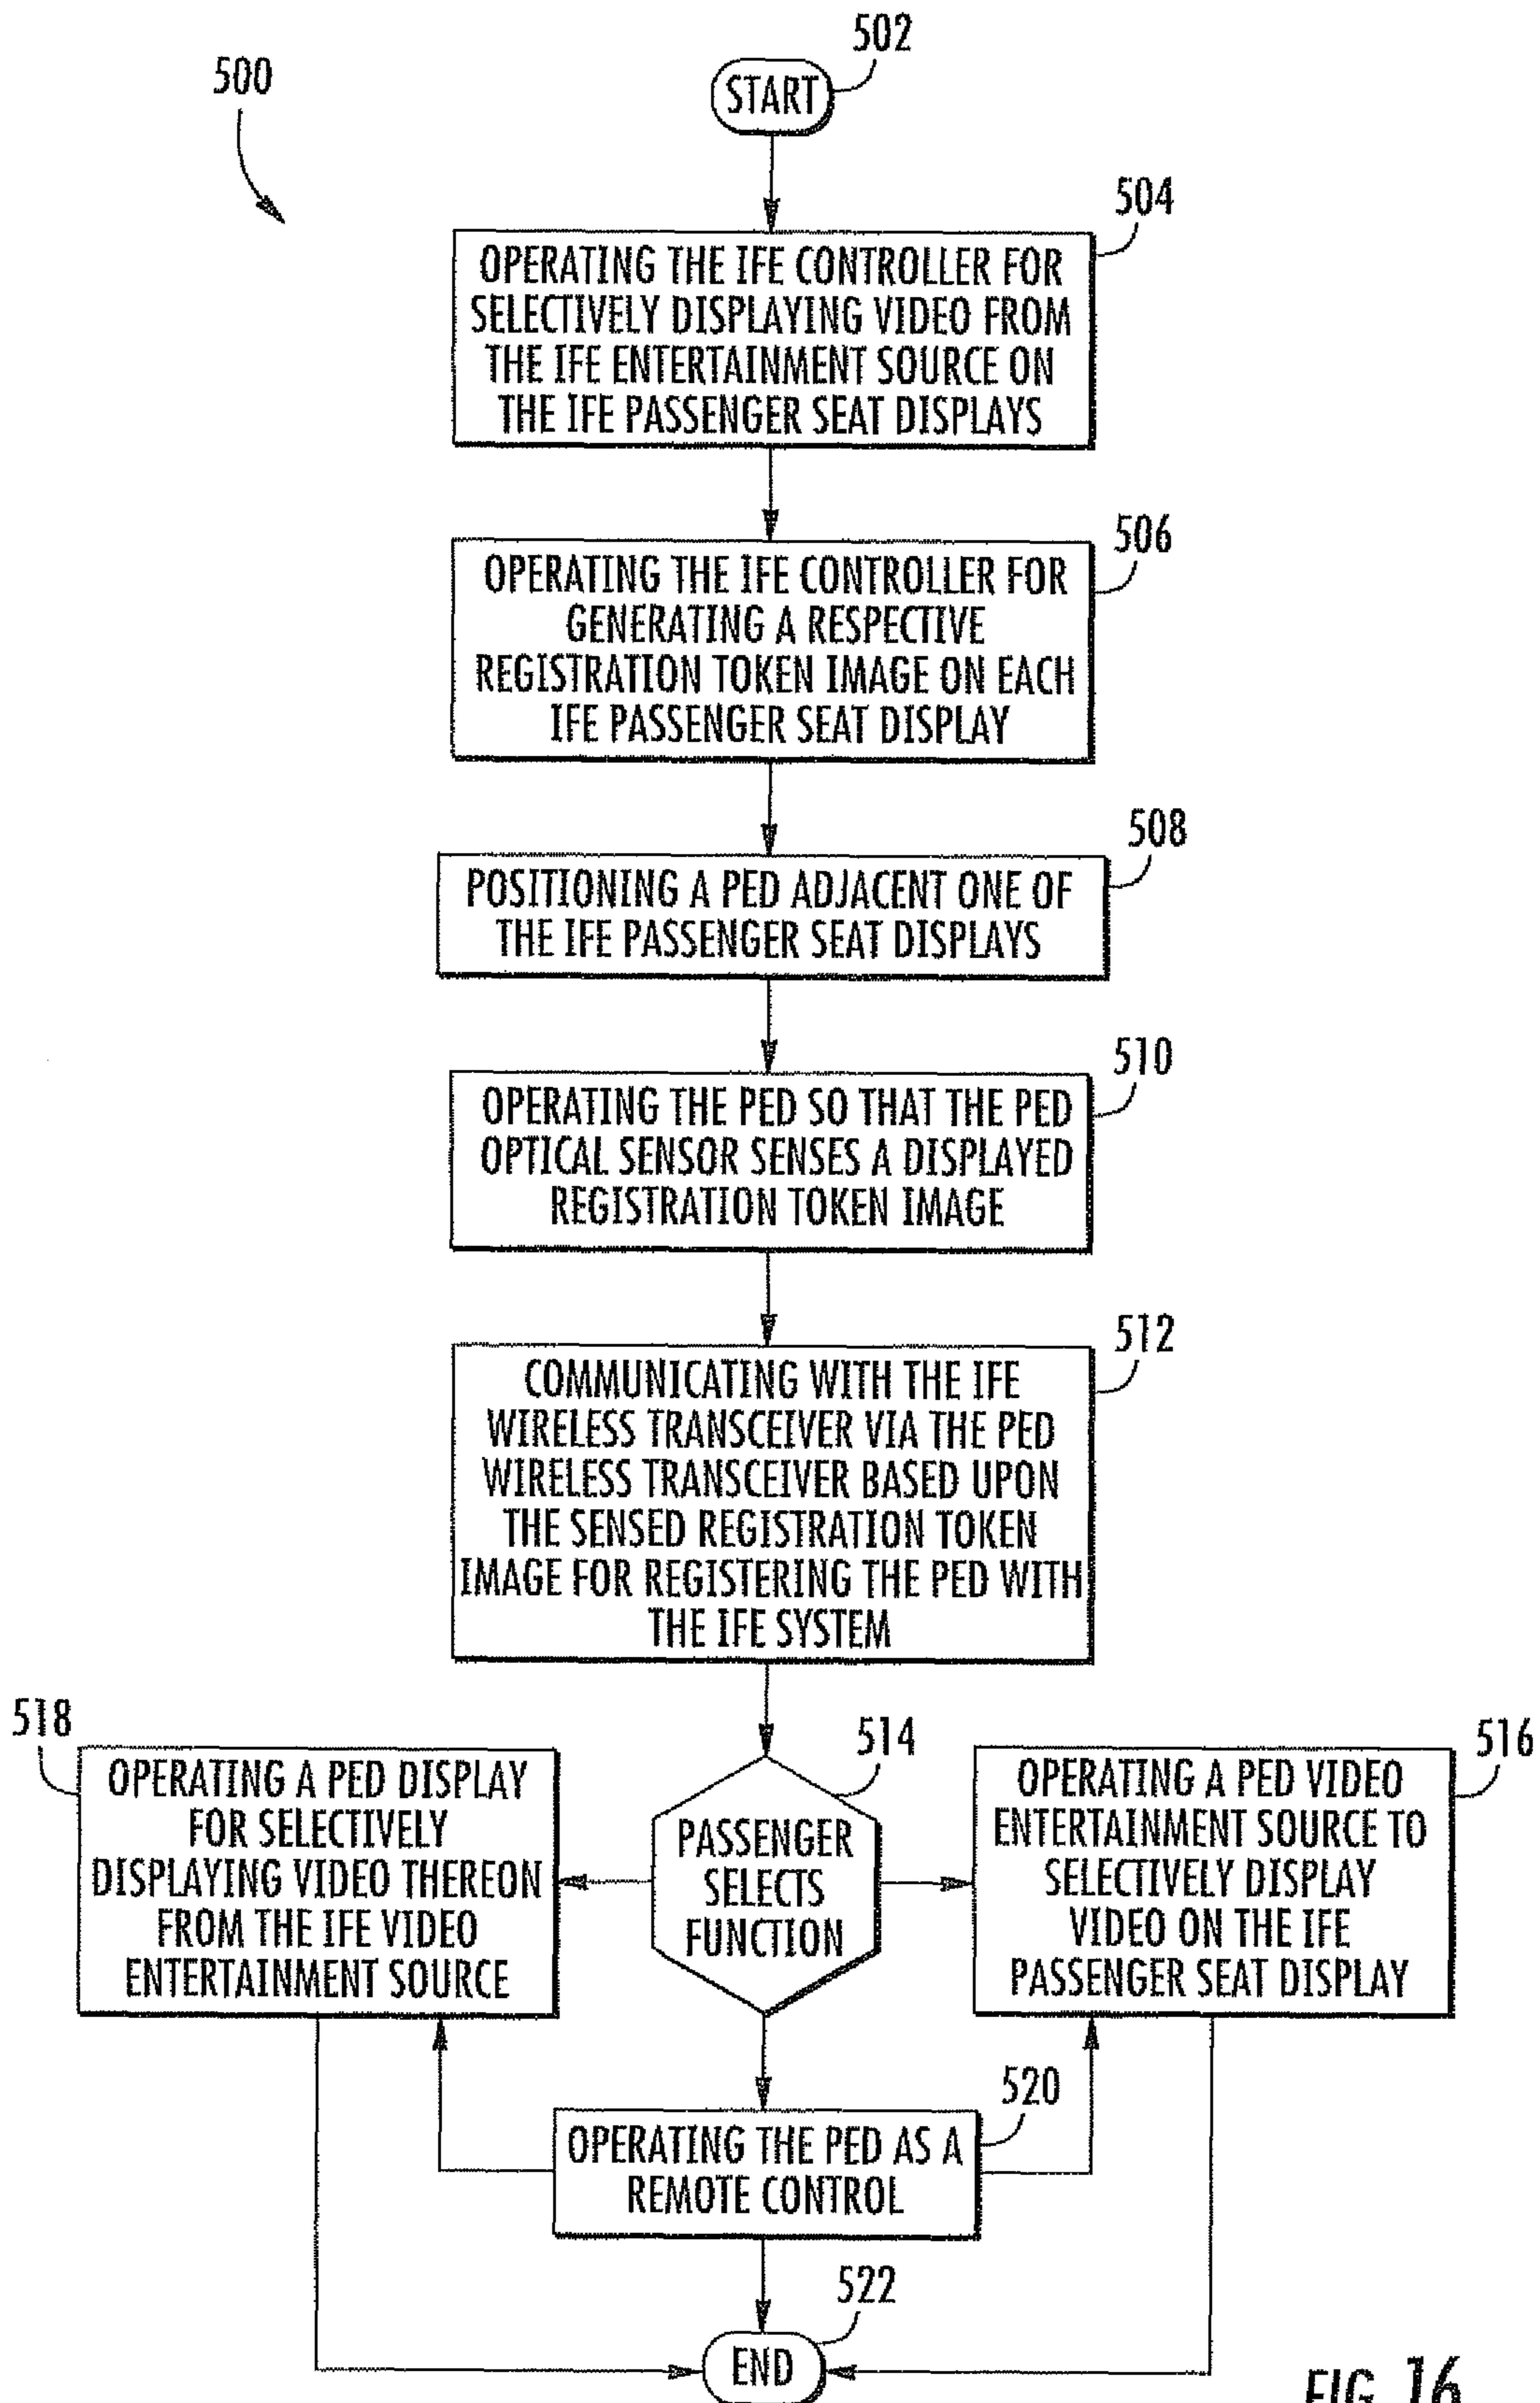 500
502
START
504
OPERATING THE IFE CONTROLLER FOR
SELECTIVELY DISPLAYING VIDEO FROM
THE IFE ENTERTAINMENT SOURCE ON
THE IFE PASSENGER SEAT DISPLAYS
506
OPERATING THE IFE CONTROLLER FOR
GENERATING A RESPECTIVE
REGISTRATION TOKEN IMAGE ON EACH
IFE PASSENGER SEAT DISPLAY
508
POSITIONING A PED ADJACENT ONE OF
THE IFE PASSENGER SEAT DISPLAYS
510
OPERATING THE PED SO THAT THE PED
OPTICAL SENSOR SENSES A DISPLAYED
REGISTRATION TOKEN IMAGE
512
COMMUNICATING WITH THE IFE
WIRELESS TRANSCEIVER VIA THE PED
WIRELESS TRANSCEIVER BASED UPON
THE SENSED REGISTRATION TOKEN
IMAGE FOR REGISTERING THE PED WITH
THE IFE SYSTEM
518
OPERATING A PED DISPLAY
FOR SELECTIVELY
DISPLAYING VIDEO THEREON
FROM THE IFE VIDEO
ENTERTAINMENT SOURCE
514
PASSENGER
SELECTS
FUNCTION
516
OPERATING A PED VIDEO
ENTERTAINMENT SOURCE TO
SELECTIVELY DISPLAY
VIDEO ON THE IFE
PASSENGER SEAT DISPLAY
520
OPERATING THE PED AS A
REMOTE CONTROL
522
END
FIG. 16